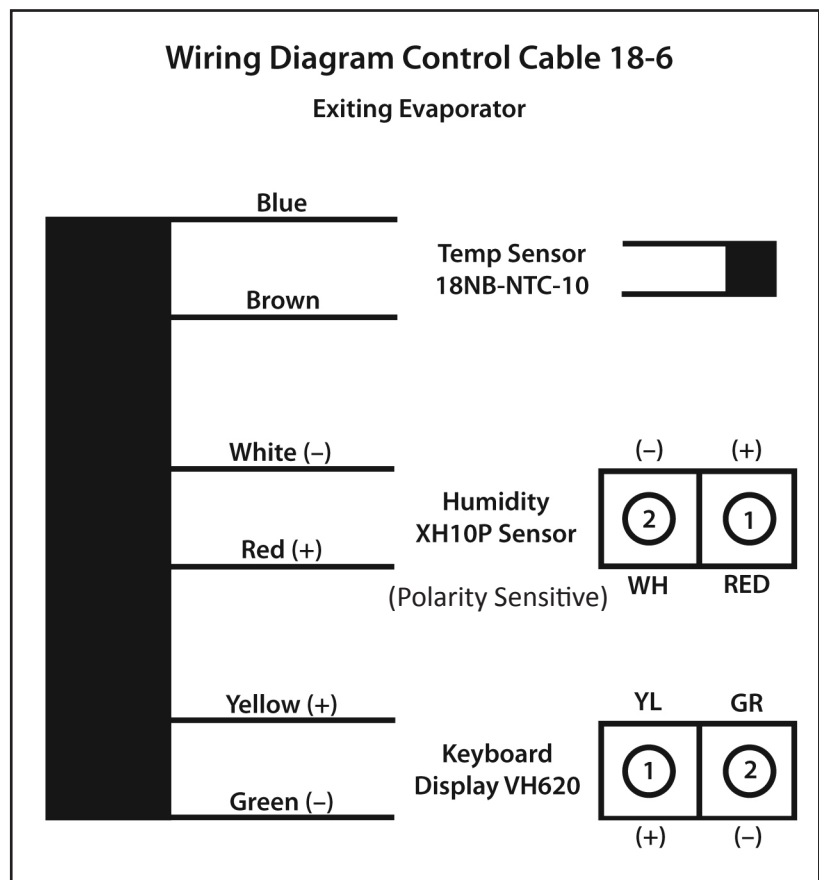 Wiring Diagram Control Cable 18-6
Exiting Evaporator
Blue
Temp Sensor
18NB-NTC-10
Brown
White (–)
Humidity
XH10P Sensor
Red (+)
(Polarity Sensitive)
(–) (+)
2 1
WH RED
Yellow (+)
Keyboard
Display VH620
Green (–)
YL GR
1 2
(+) (–)